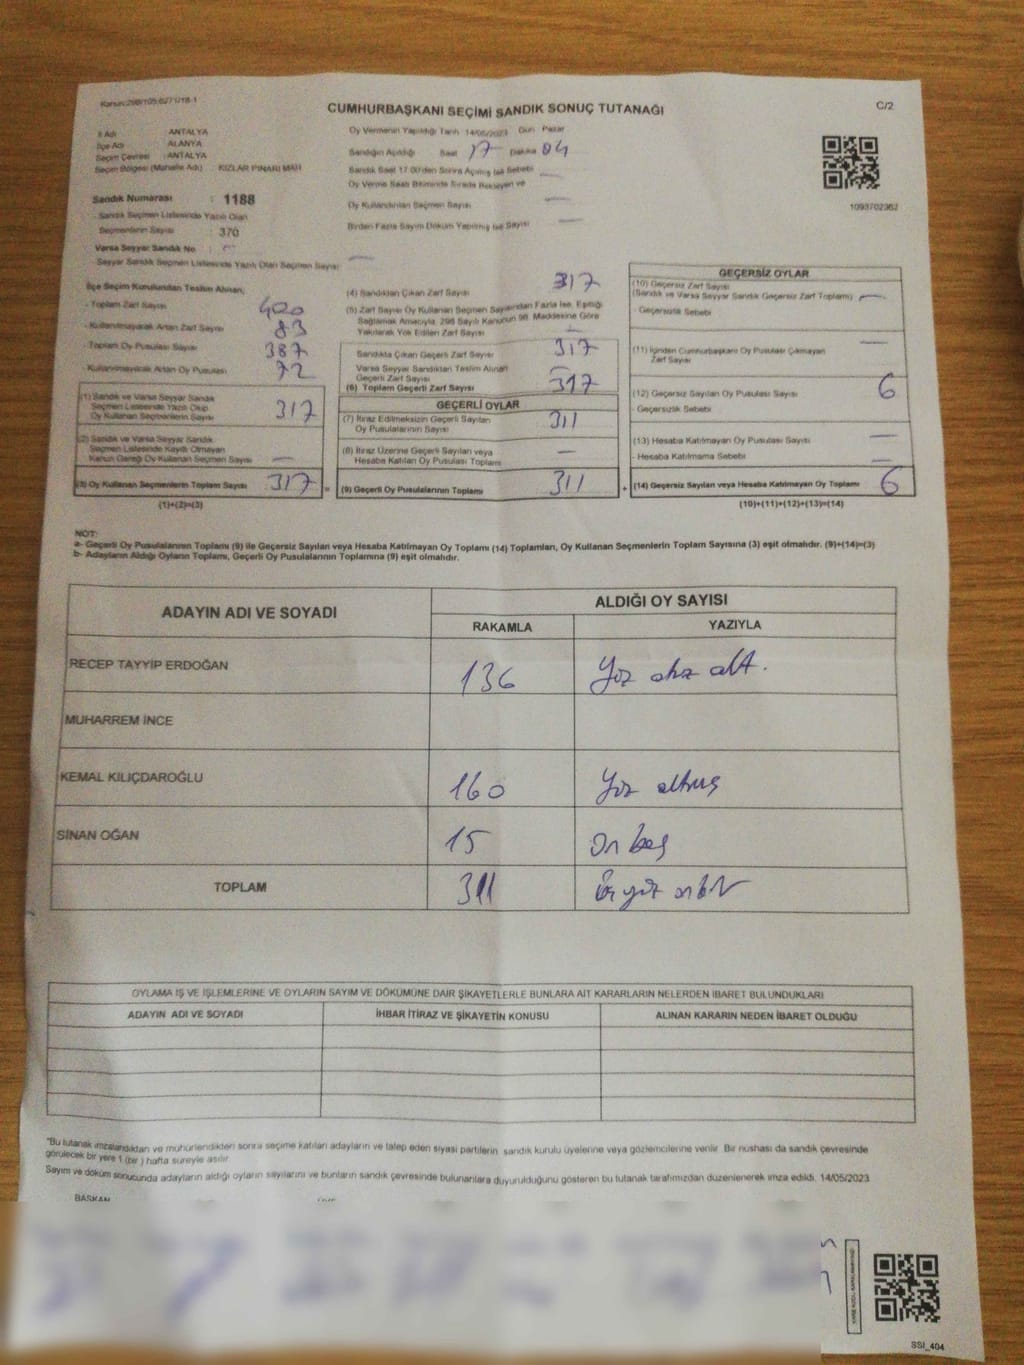 Kanun:298/105;6271/18-1
CUMHURBAŞKANI SEÇİMİ SANDIK SONUÇ TUTANAĞI
C/2
İl Adı ANTALYA
İlçe Adı ALANYA
Seçim Çevresi : ANTALYA
Seçim Bölgesi (Mahalle Adı) KIZLAR PINARI MAH
Sandık Numarası : 1188
- Sandık Seçmen Listesinde Yazılı Olan
Seçmenlerin Sayısı : 370
Varsa Seyyar Sandık No :
- Seyyar Sandık Seçmen Listesinde Yazılı Olan Seçmen Sayısı
Oy Vermenin Yapıldığı Tarih 14/05/2023 Gün Pazar
Sandığın Açıldığı Saat 17 Dakika 04
Sandık Saat 17.00'den Sonra Açılmış İse Sebebi
Oy Verme Saati Bitiminde Sırada Bekleyen ve
Oy Kullandırılan Seçmen Sayısı
Birden Fazla Sayım Döküm Yapılmış İse Sayısı
1093702362
İlçe Seçim Kurulundan Teslim Alınan;
- Toplam Zarf Sayısı 400
- Kullanılmayarak Artan Zarf Sayısı 83
- Toplam Oy Pusulası Sayısı 387
- Kullanılmayarak Artan Oy Pusulası 72
(1) Sandık ve Varsa Seyyar Sandık
Seçmen Listesinde Yazılı Olup
Oy Kullanan Seçmenlerin Sayısı 317
(2) Sandık ve Varsa Seyyar Sandık
Seçmen Listesinde Kaydı Olmayan
Kanun Gereği Oy Kullanan Seçmen Sayısı —
(3) Oy Kullanan Seçmenlerin Toplam Sayısı 317 =
(1)+(2)=(3)
(4) Sandıktan Çıkan Zarf Sayısı 317
(5) Zarf Sayısı Oy Kullanan Seçmen Sayısından Fazla İse, Eşitliği
Sağlamak Amacıyla, 298 Sayılı Kanunun 98. Maddesine Göre
Yakılarak Yok Edilen Zarf Sayısı —
Sandıkta Çıkan Geçerli Zarf Sayısı 317
Varsa Seyyar Sandıktan Teslim Alınan
Geçerli Zarf Sayısı —
(6) Toplam Geçerli Zarf Sayısı 317
GEÇERLİ OYLAR
(7) İtiraz Edilmeksizin Geçerli Sayılan
Oy Pusulalarının Sayısı 311
(8) İtiraz Üzerine Geçerli Sayılan veya
Hesaba Katılan Oy Pusulası Toplamı —
(9) Geçerli Oy Pusulalarının Toplamı 311 +
GEÇERSİZ OYLAR
(10) Geçersiz Zarf Sayısı
(Sandık ve Varsa Seyyar Sandık Geçersiz Zarf Toplamı) —
- Geçersizlik Sebebi
(11) İçinden Cumhurbaşkanı Oy Pusulası Çıkmayan
Zarf Sayısı —
(12) Geçersiz Sayılan Oy Pusulası Sayısı 6
- Geçersizlik Sebebi
(13) Hesaba Katılmayan Oy Pusulası Sayısı —
- Hesaba Katılmama Sebebi —
(14) Geçersiz Sayılan veya Hesaba Katılmayan Oy Toplamı 6
(10)+(11)+(12)+(13)=(14)
NOT:
a- Geçerli Oy Pusulalarının Toplamı (9) ile Geçersiz Sayılan veya Hesaba Katılmayan Oy Toplamı (14) Toplamları, Oy Kullanan Seçmenlerin Toplam Sayısına (3) eşit olmalıdır. (9)+(14)=(3)
b- Adayların Aldığı Oyların Toplamı, Geçerli Oy Pusulalarının Toplamına (9) eşit olmalıdır.
ADAYIN ADI VE SOYADI ALDIĞI OY SAYISI
RAKAMLA YAZIYLA
RECEP TAYYİP ERDOĞAN 136 Yüz otuz altı.
MUHARREM İNCE
KEMAL KILIÇDAROĞLU 160 Yüz altmış
SİNAN OĞAN 15 On beş
TOPLAM 311 üç yüz onbir
OYLAMA İŞ VE İŞLEMLERİNE VE OYLARIN SAYIM VE DÖKÜMÜNE DAİR ŞİKAYETLERLE BUNLARA AİT KARARLARIN NELERDEN İBARET BULUNDUKLARI
ADAYIN ADI VE SOYADI İHBAR İTİRAZ VE ŞİKAYETİN KONUSU ALINAN KARARIN NEDEN İBARET OLDUĞU
"Bu tutanak imzalandıktan ve mühürlendikten sonra seçime katılan adayların ve talep eden siyasi partilerin sandık kurulu üyelerine veya gözlemcilerine verilir. Bir nüshası da sandık çevresinde
görülecek bir yere 1 (bir ) hafta süreyle asılır.
Sayım ve döküm sonucunda adayların aldığı oyların sayılarını ve bunların sandık çevresinde bulunanlara duyurulduğunu gösteren bu tutanak tarafımızdan düzenlenerek imza edildi. 14/05/2023
BAŞKAN
SSI_404